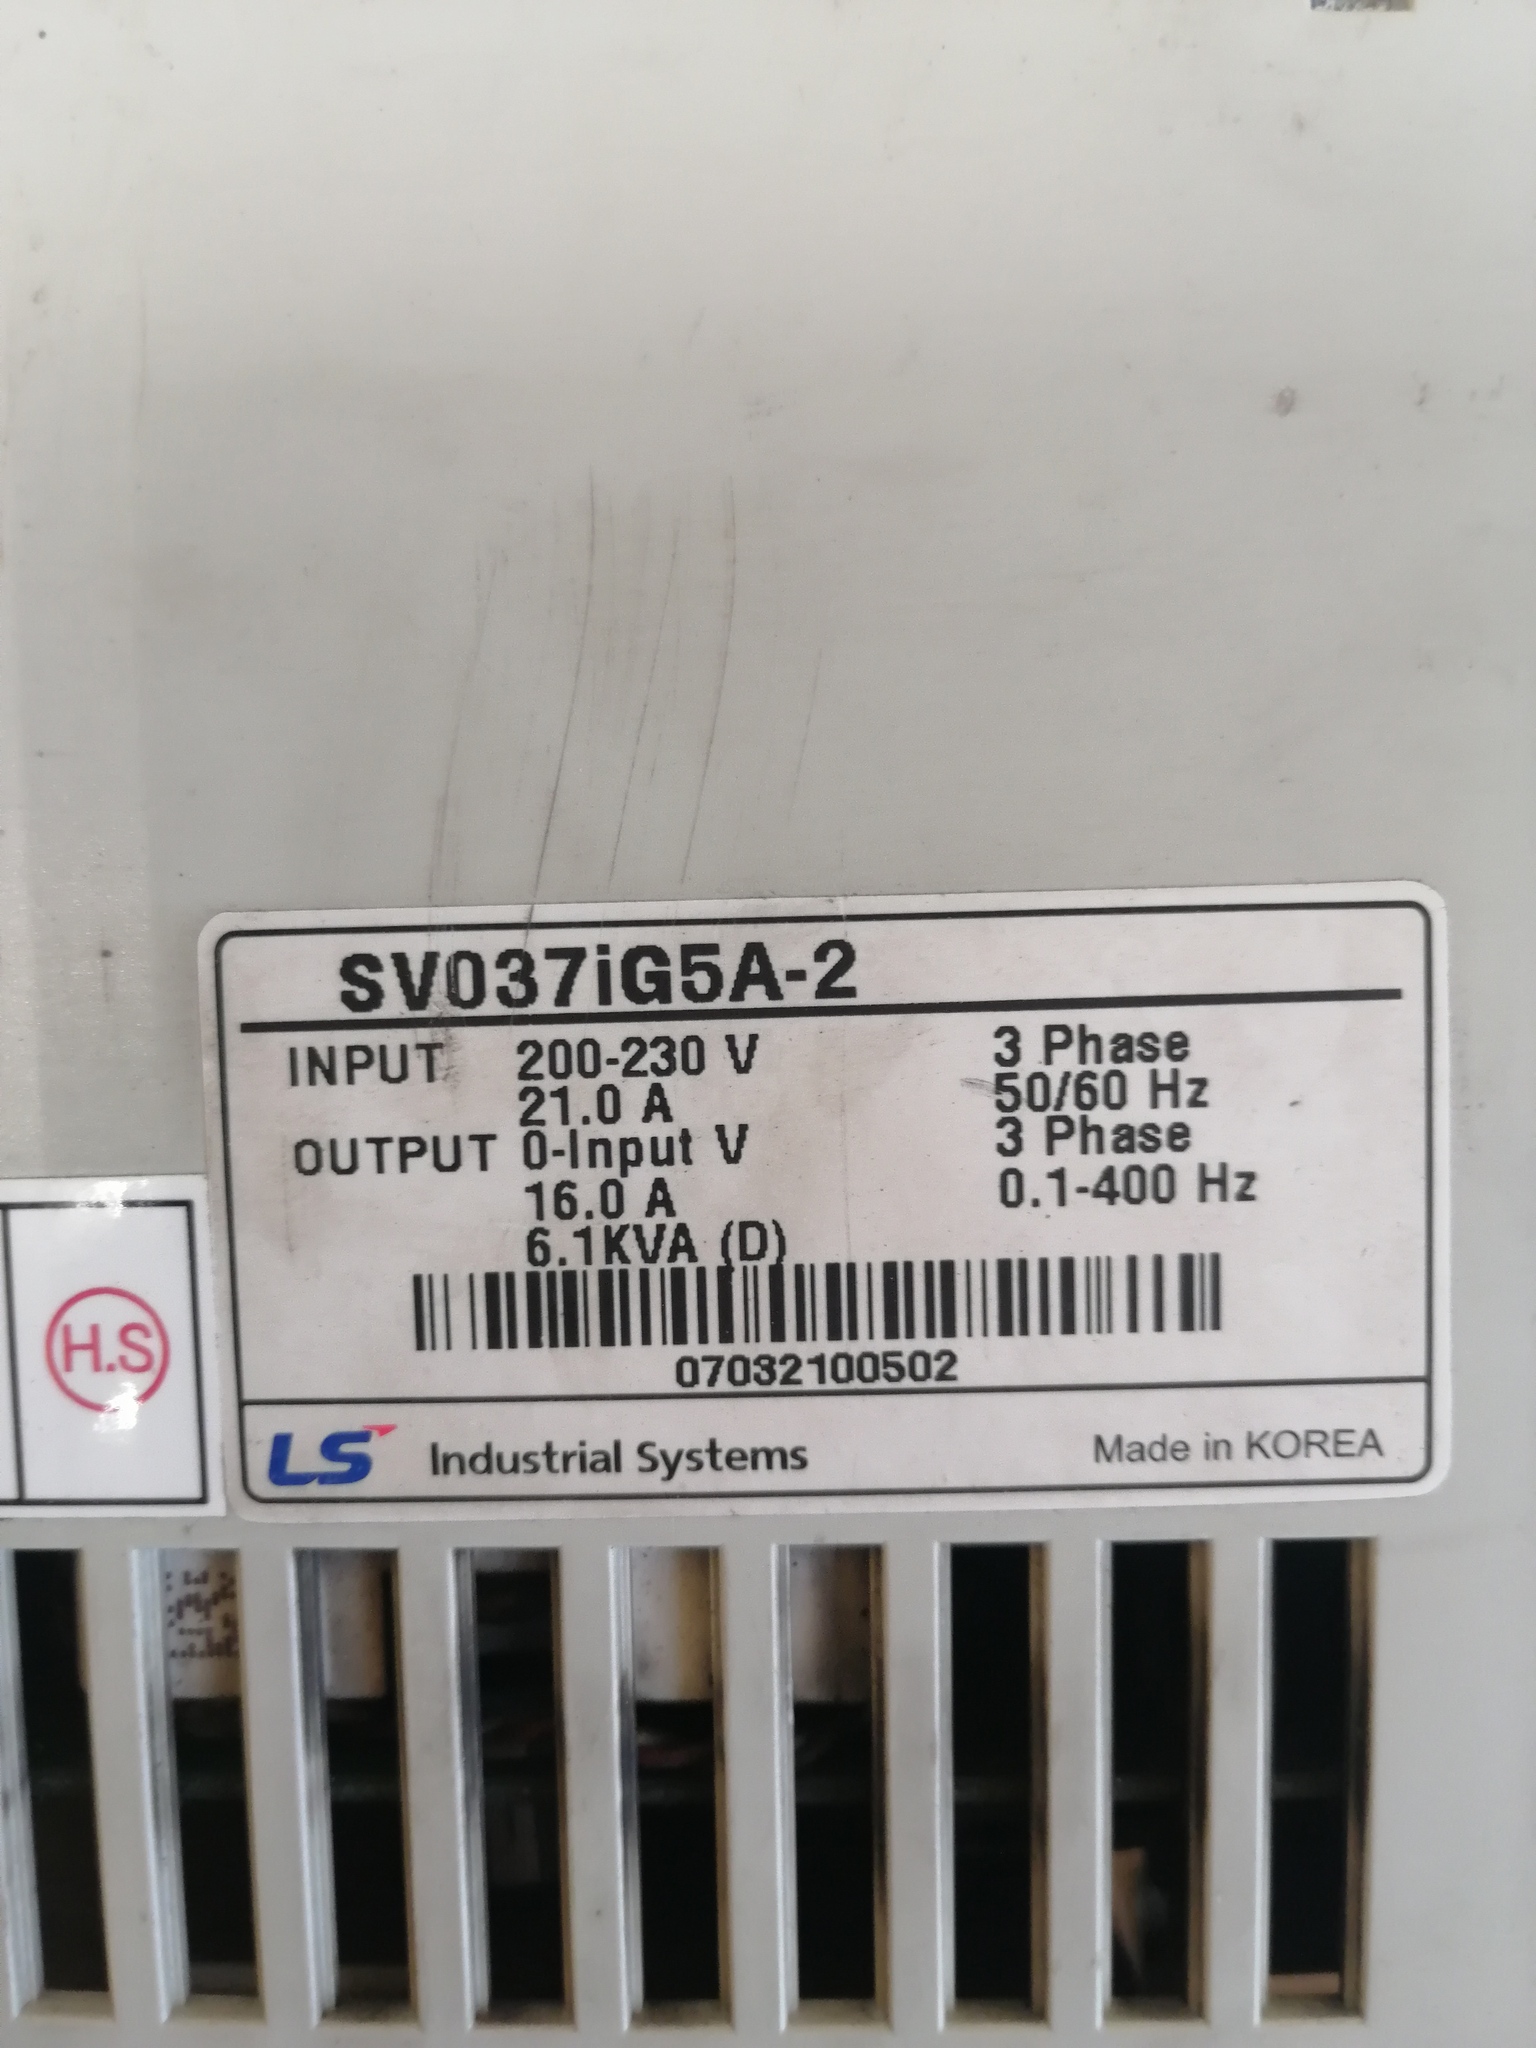 SV037iG5A-2
INPUT 200-230 V 3 Phase
21.0 A 50/60 Hz
OUTPUT 0-Input V 3 Phase
16.0 A 0.1-400 Hz
6.1KVA (D)
07032100502
H.S
LS Industrial Systems Made in KOREA